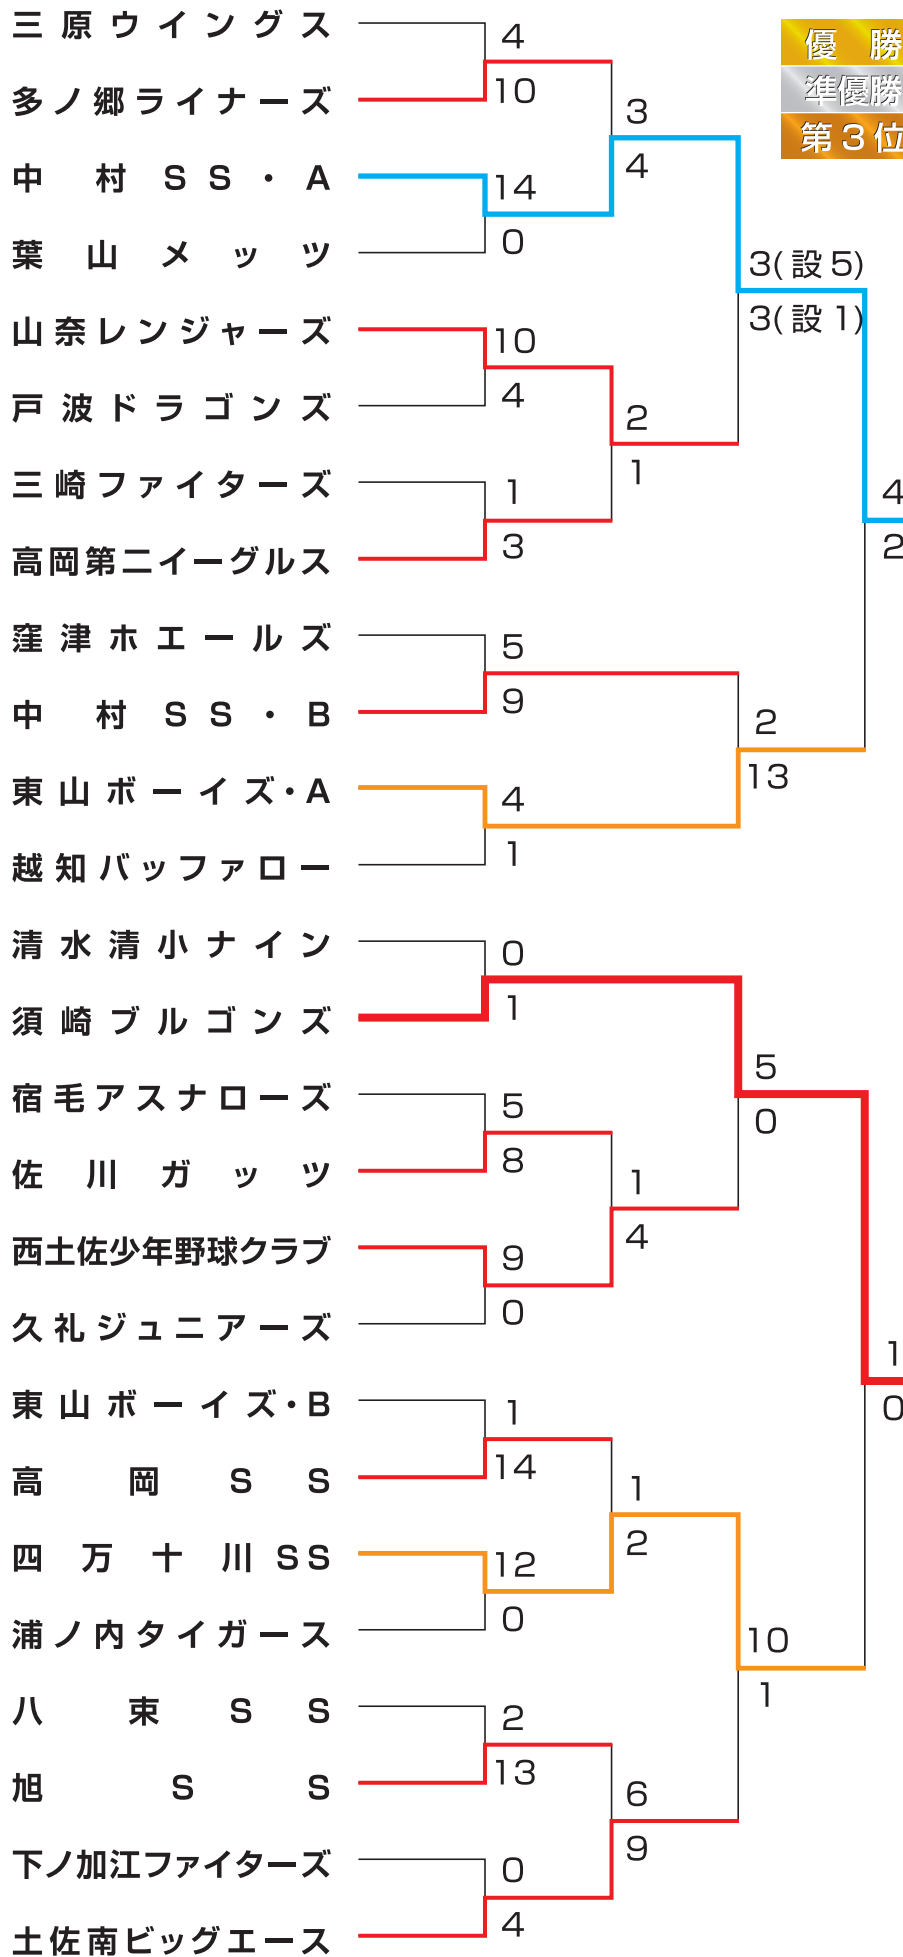 三原ウイングス
4
優 勝
10
多ノ郷ライナーズ
準優勝
3
第3位
4
中村SS・A
14
0
葉山メッツ
3(設5)
3(設1)
山奈レンジャーズ
10
4
戸波ドラゴンズ
2
1
三崎ファイターズ
1
4
3
2
高岡第二イーグルス
窪津ホエールズ
5
9
中村SS・B
2
13
東山ボーイズ・A
4
1
越知バッファロー
清水清小ナイン
0
1
須崎ブルゴンズ
5
0
宿毛アスナローズ
5
8
佐川ガッツ
1
4
西土佐少年野球クラブ
9
0
久礼ジュニアーズ
1
0
東山ボーイズ・B
1
14
高岡SS
1
2
四万十川SS
12
0
浦ノ内タイガース
10
1
八東SS
2
13
旭SS
6
9
下ノ加江ファイターズ
0
4
土佐南ビッグエース